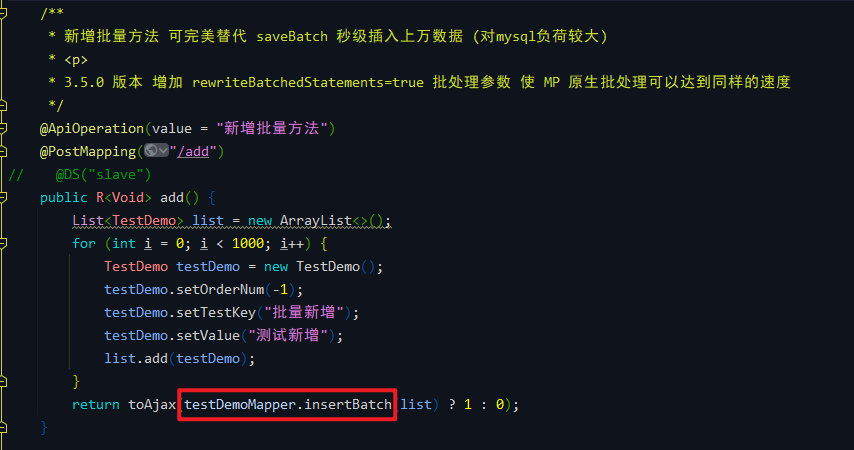 /**
 * 新增批量方法 可完美替代 saveBatch 秒级插入上万数据 (对mysql负荷较大)
 * <p>
 * 3.5.0 版本 增加 rewriteBatchedStatements=true 批处理参数 使 MP 原生批处理可以达到同样的速度
 */
@ApiOperation(value = "新增批量方法")
@PostMapping("/add")
//    @DS("slave")
public R<Void> add() {
    List<TestDemo> list = new ArrayList<>();
    for (int i = 0; i < 1000; i++) {
        TestDemo testDemo = new TestDemo();
        testDemo.setOrderNum(-1);
        testDemo.setTestKey("批量新增");
        testDemo.setValue("测试新增");
        list.add(testDemo);
    }
    return toAjax(testDemoMapper.insertBatch(list) ? 1 : 0);
}